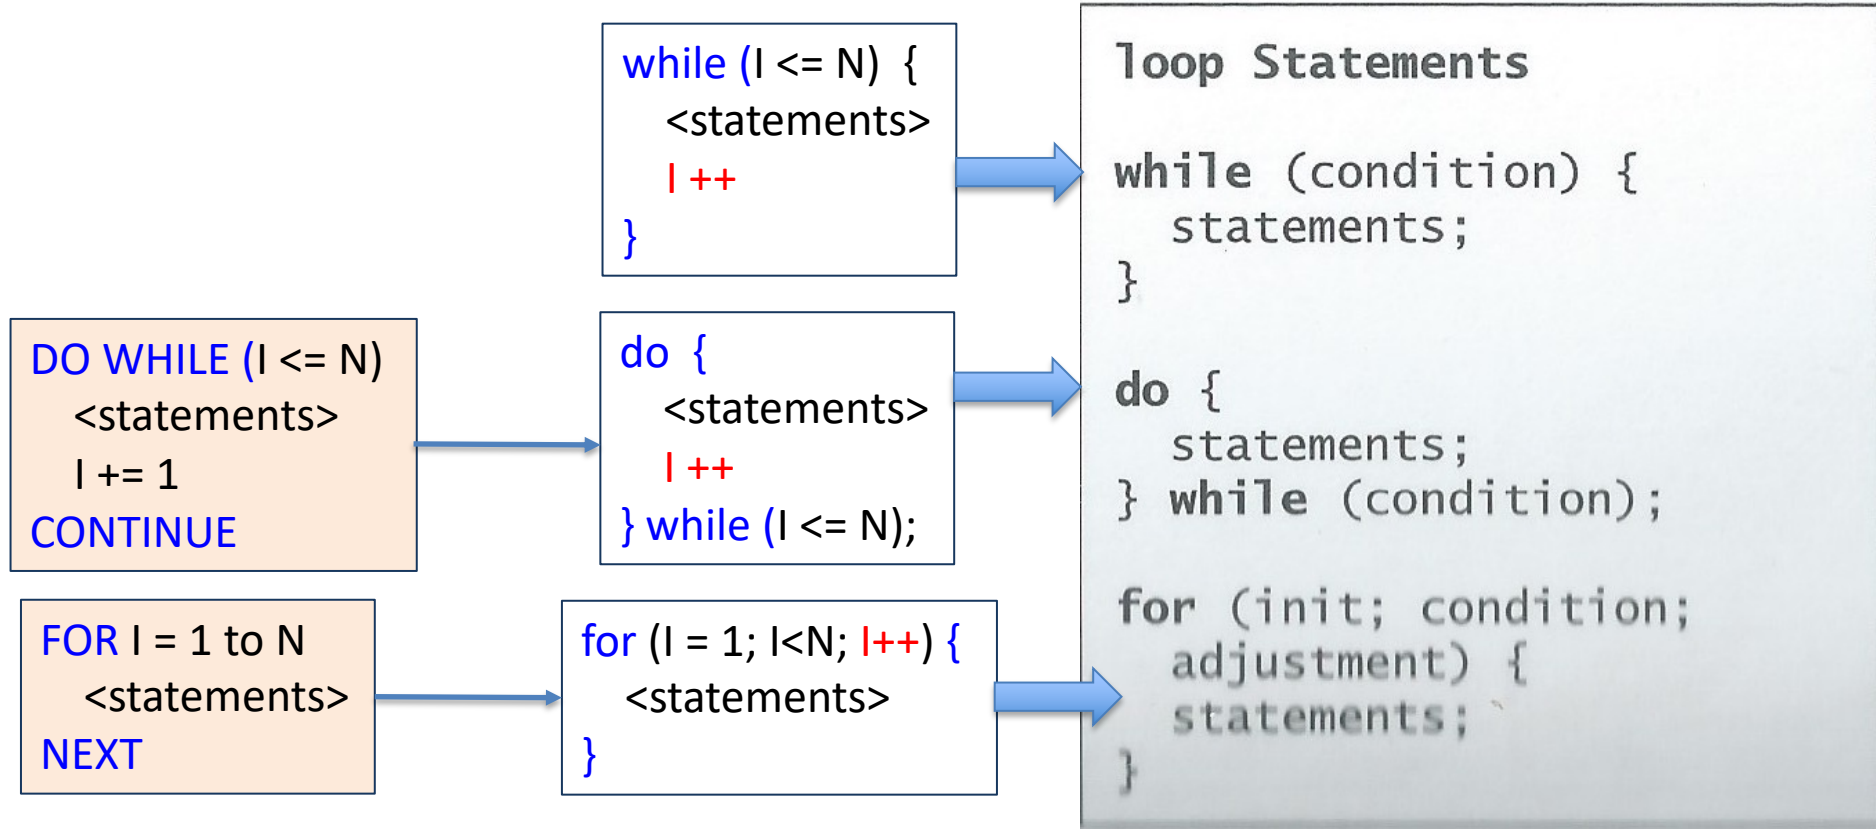 while (I <= N) {
<statements>
I ++
}
DO WHILE (I <= N)
<statements>
I += 1
CONTINUE
do {
<statements>
I ++
} while (I <= N);
FOR I = 1 to N
<statements>
NEXT
for (I = 1; I<N; I++) {
<statements>
}
loop Statements
while (condition) {
statements;
}
do {
statements;
} while (condition);
for (init; condition;
adjustment) {
statements;
}